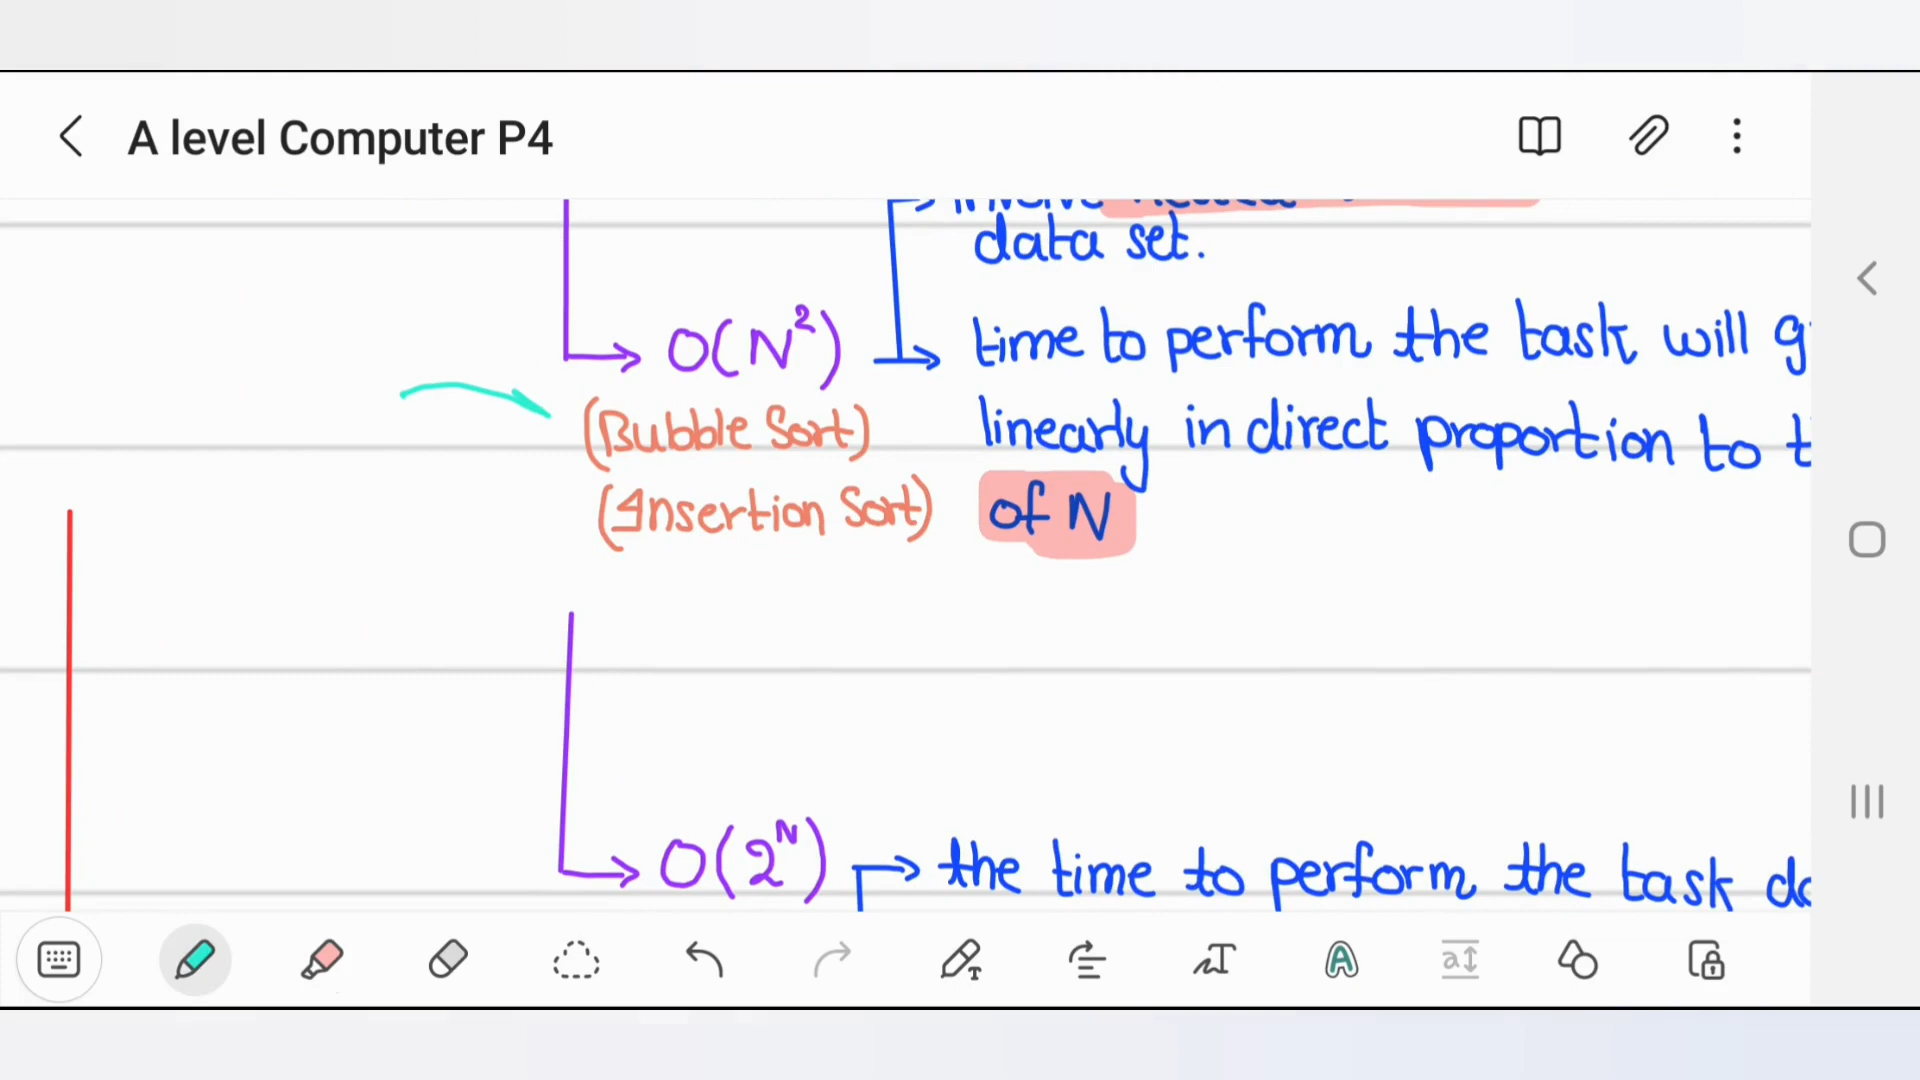 A level Computer P4
data set.
O(N²)
time to perform the task will g
(Bubble Sort)
linearly in direct proportion to t
(Insertion Sort)
of N
O(2ᴺ)
the time to perform the task do